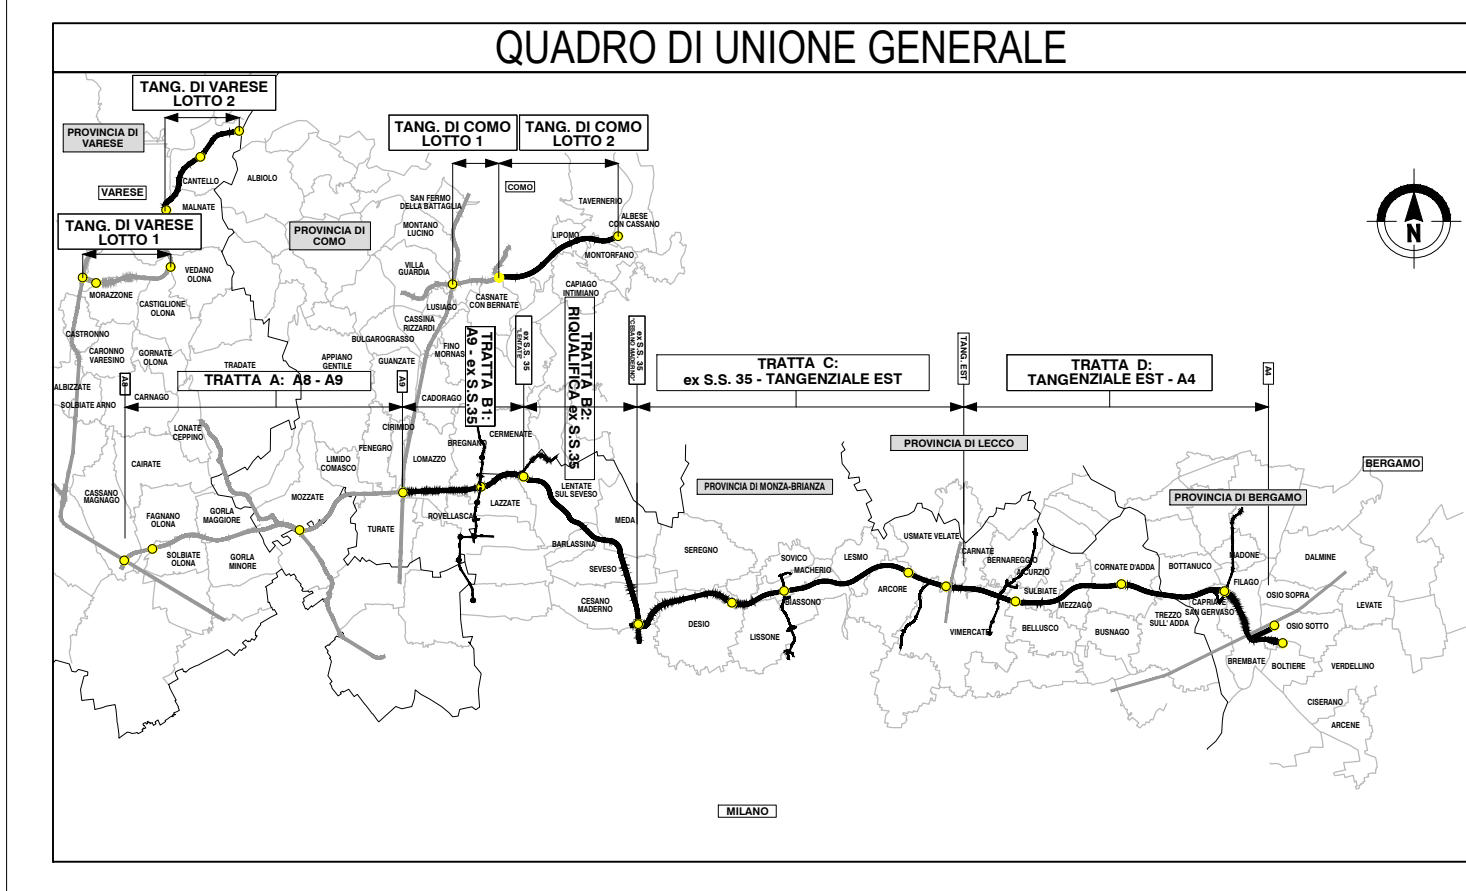 QUADRO DI UNIONE GENERALE
TANG. DI VARESE
LOTTO 2
PROVINCIA DI
VARESE
CANTELLO
ALBIOLO
VARESE
MALNATE
TANG. DI VARESE
LOTTO 1
VEDANO
OLONA
MORAZZONE
CASTIGLIONE
OLONA
PROVINCIA DI
COMO
TANG. DI COMO
LOTTO 1
TANG. DI COMO
LOTTO 2
COMO
SAN FERMO
DELLA BATTAGLIA
TAVERNERIO
ALBESE
CON CASSANO
MONTANO
LUCINO
LIPOMO
MONTORFANO
VILLA
GUARDIA
CAPIAGO
INTIMIANO
CASNATE
CON BERNATE
LUSIAGO
CASSINA
RIZZARDI
BULGAROGRASSO
FINO
MORNAS
N
CASTRONNO
CARONNO
VARESINO
GORNATE
OLONA
TRADATE
APPIANO
GENTILE
GUANZATE
ALBIZZATE
SOLBIATE ARNO
CARNAGO
A8
TRATTA A: A8 - A9
A9
CADORAGO
TRATTA B1:
A9 - ex S.S.35
ex S.S. 35
"LENTATE"
TRATTA B2:
RIQUALIFICA ex S.S.35
ex S.S. 35
"CESANO MADERNO"
TRATTA C:
ex S.S. 35 - TANGENZIALE EST
TANG. EST
TRATTA D:
TANGENZIALE EST - A4
A4
LONATE
CEPPINO
CIRIMIDO
FENEGRO
BREGNANO
CERMENATE
PROVINCIA DI LECCO
CAIRATE
LIMIDO
COMASCO
LOMAZZO
BERGAMO
CASSANO
MAGNAGO
MOZZATE
LAZZATE
LENTATE
SUL SEVESO
PROVINCIA DI MONZA-BRIANZA
PROVINCIA DI BERGAMO
FAGNANO
OLONA
GORLA
MAGGIORE
TURATE
ROVELLASCA
MEDA
USMATE VELATE
SOLBIATE
OLONA
GORLA
MINORE
BARLASSINA
SEREGNO
SOVICO
LESMO
CARNATE
BERNAREGGIO
MADONE
DALMINE
SEVESO
MACHERIO
AICURZIO
CORNATE D'ADDA
BOTTANUCO
FILAGO
CESANO
MADERNO
BIASSONO
ARCORE
SULBIATE
MEZZAGO
CAPRIATE
SAN GERVASO
OSIO SOPRA
LEVATE
DESIO
LISSONE
VIMERCATE
BELLUSCO
BUSNAGO
TREZZO
SULL' ADDA
OSIO SOTTO
BREMBATE
BOLTIERE
VERDELLINO
CISERANO
ARCENE
MILANO